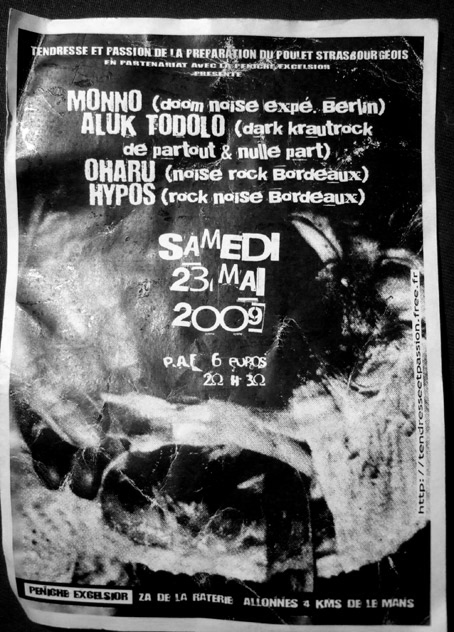 TENDRESSE ET PASSION DE LA PREPARATION DU POULET STRASBOURGEOIS
EN PARTENARIAT AVEC LA PENICHE EXCELSIOR
PRESENTE
MONNO (doom noise expé. Berlin)
ALUK TODOLO (dark krautrock
de partout & nulle part)
OHARU (noise rock Bordeaux)
HYPOS (rock noise Bordeaux)
SAMEDI
23 MAI
2009
P.A.F 6 EUROS
20 H 30
http://tendresseetpassion.free.fr
PENICHE EXCELSIOR ZA DE LA RATERIE ALLONNES 4 KMS DE LE MANS